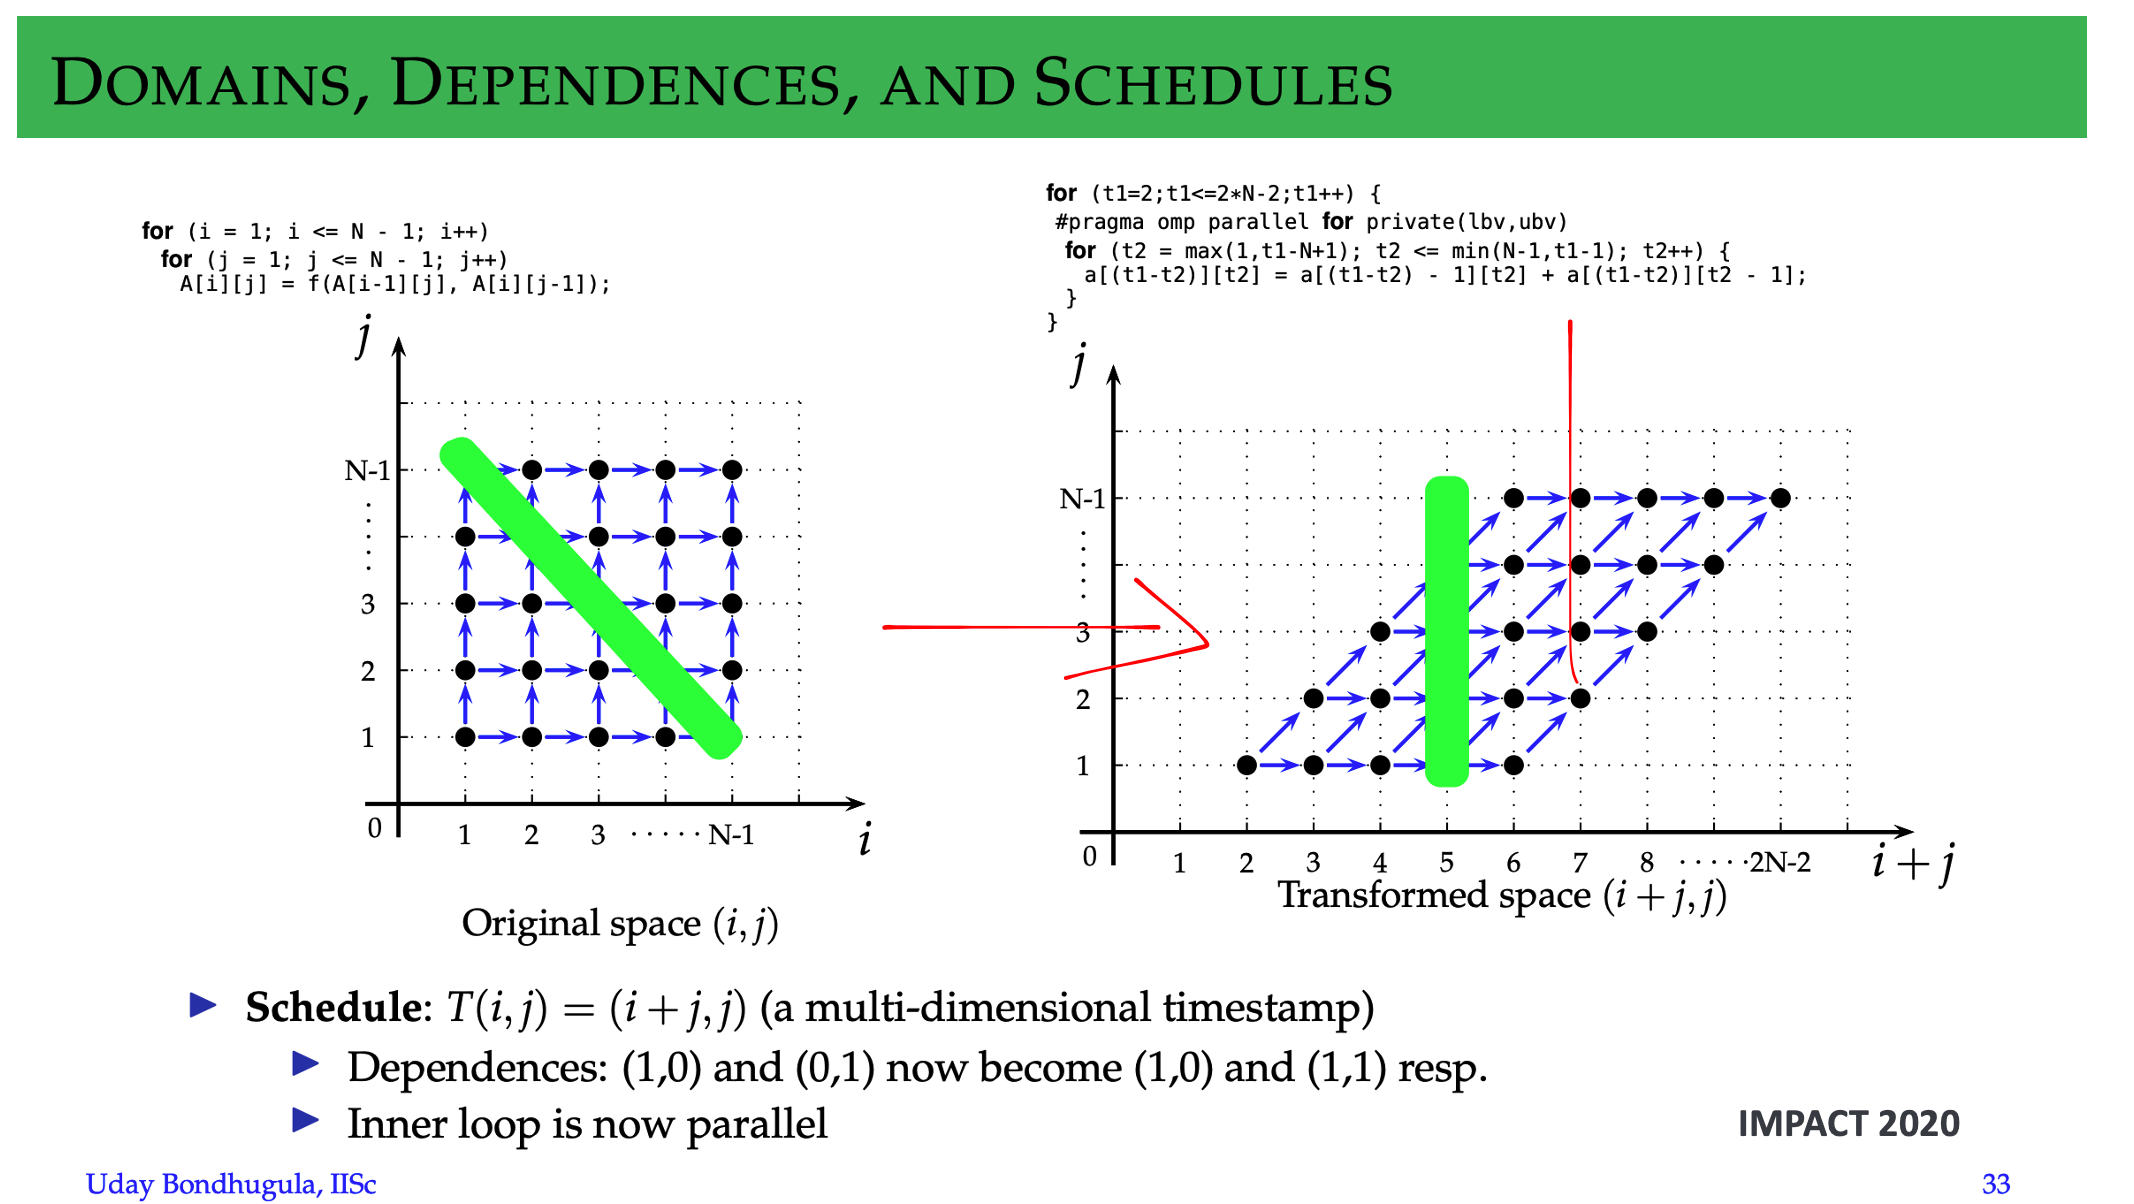 DOMAINS, DEPENDENCES, AND SCHEDULES
for (i = 1; i <= N - 1; i++)
for (j = 1; j <= N - 1; j++)
A[i][j] = f(A[i-1][j], A[i][j-1]);
j
N-1
3
2
1
0
1 2 3 ····· N-1
i
Original space (i, j)
for (t1=2;t1<=2*N-2;t1++) {
#pragma omp parallel for private(lbv,ubv)
for (t2 = max(1,t1-N+1); t2 <= min(N-1,t1-1); t2++) {
a[(t1-t2)][t2] = a[(t1-t2) - 1][t2] + a[(t1-t2)][t2 - 1];
}
}
j
N-1
3
2
1
0
1 2 3 4 5 6 7 8 ·····2N-2
i + j
Transformed space (i + j, j)
Schedule: T(i, j) = (i + j, j) (a multi-dimensional timestamp)
Dependences: (1,0) and (0,1) now become (1,0) and (1,1) resp.
Inner loop is now parallel
IMPACT 2020
Uday Bondhugula, IISc
33